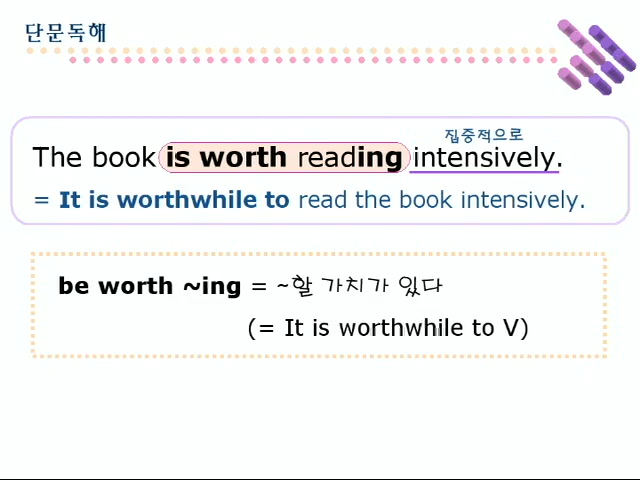 단문독해
집중적으로
The book is worth reading intensively.
= It is worthwhile to read the book intensively.
be worth ~ing = ~할 가치가 있다
(= It is worthwhile to V)